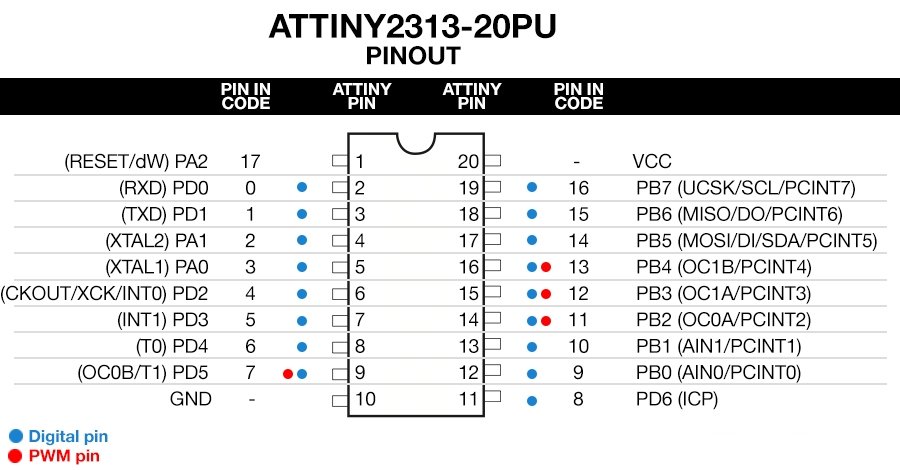 ATTINY2313-20PU
PINOUT
PIN IN CODE ATTINY PIN ATTINY PIN PIN IN CODE
(RESET/dW) PA2 17 1 20 - VCC
(RXD) PD0 0 2 19 16 PB7 (UCSK/SCL/PCINT7)
(TXD) PD1 1 3 18 15 PB6 (MISO/DO/PCINT6)
(XTAL2) PA1 2 4 17 14 PB5 (MOSI/DI/SDA/PCINT5)
(XTAL1) PA0 3 5 16 13 PB4 (OC1B/PCINT4)
(CKOUT/XCK/INT0) PD2 4 6 15 12 PB3 (OC1A/PCINT3)
(INT1) PD3 5 7 14 11 PB2 (OC0A/PCINT2)
(T0) PD4 6 8 13 10 PB1 (AIN1/PCINT1)
(OC0B/T1) PD5 7 9 12 9 PB0 (AIN0/PCINT0)
GND - 10 11 8 PD6 (ICP)
Digital pin
PWM pin